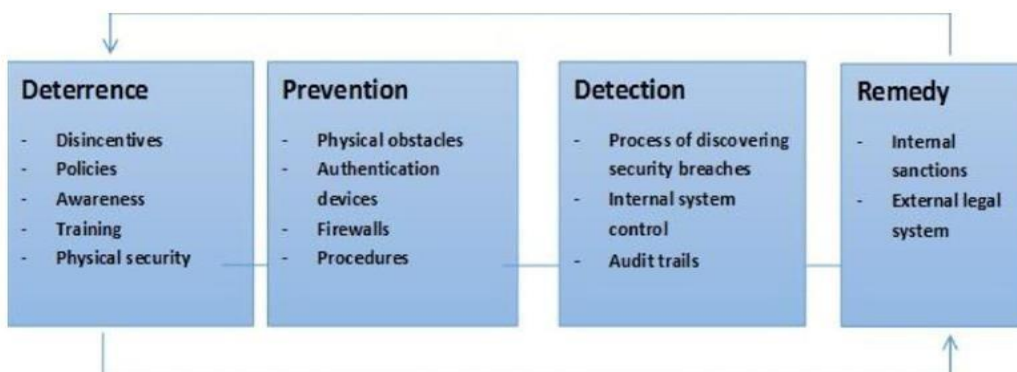 Deterrence
- Disincentives
- Policies
- Awareness
- Training
- Physical security
Prevention
- Physical obstacles
- Authentication
devices
- Firewalls
- Procedures
Detection
- Process of discovering
security breaches
- Internal system
control
- Audit trails
Remedy
- Internal
sanctions
- External legal
system